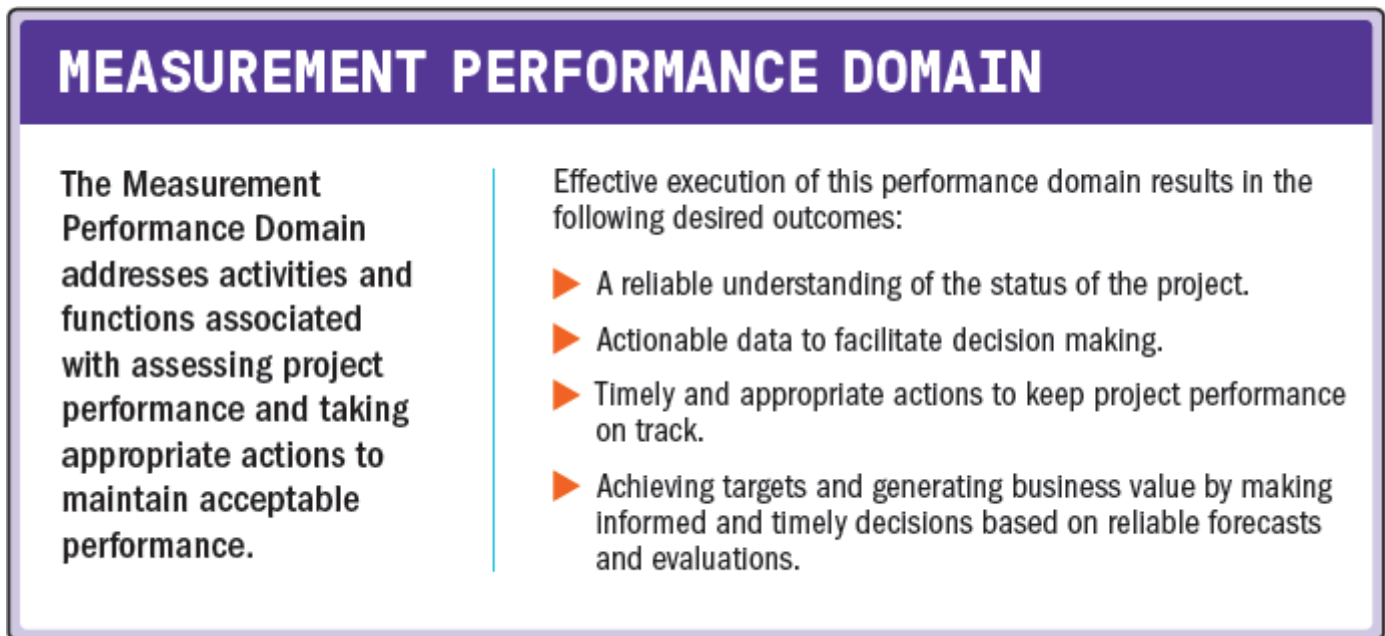 MEASUREMENT PERFORMANCE DOMAIN
The Measurement
Performance Domain
addresses activities and
functions associated
with assessing project
performance and taking
appropriate actions to
maintain acceptable
performance.
Effective execution of this performance domain results in the
following desired outcomes:
A reliable understanding of the status of the project.
Actionable data to facilitate decision making.
Timely and appropriate actions to keep project performance
on track.
Achieving targets and generating business value by making
informed and timely decisions based on reliable forecasts
and evaluations.